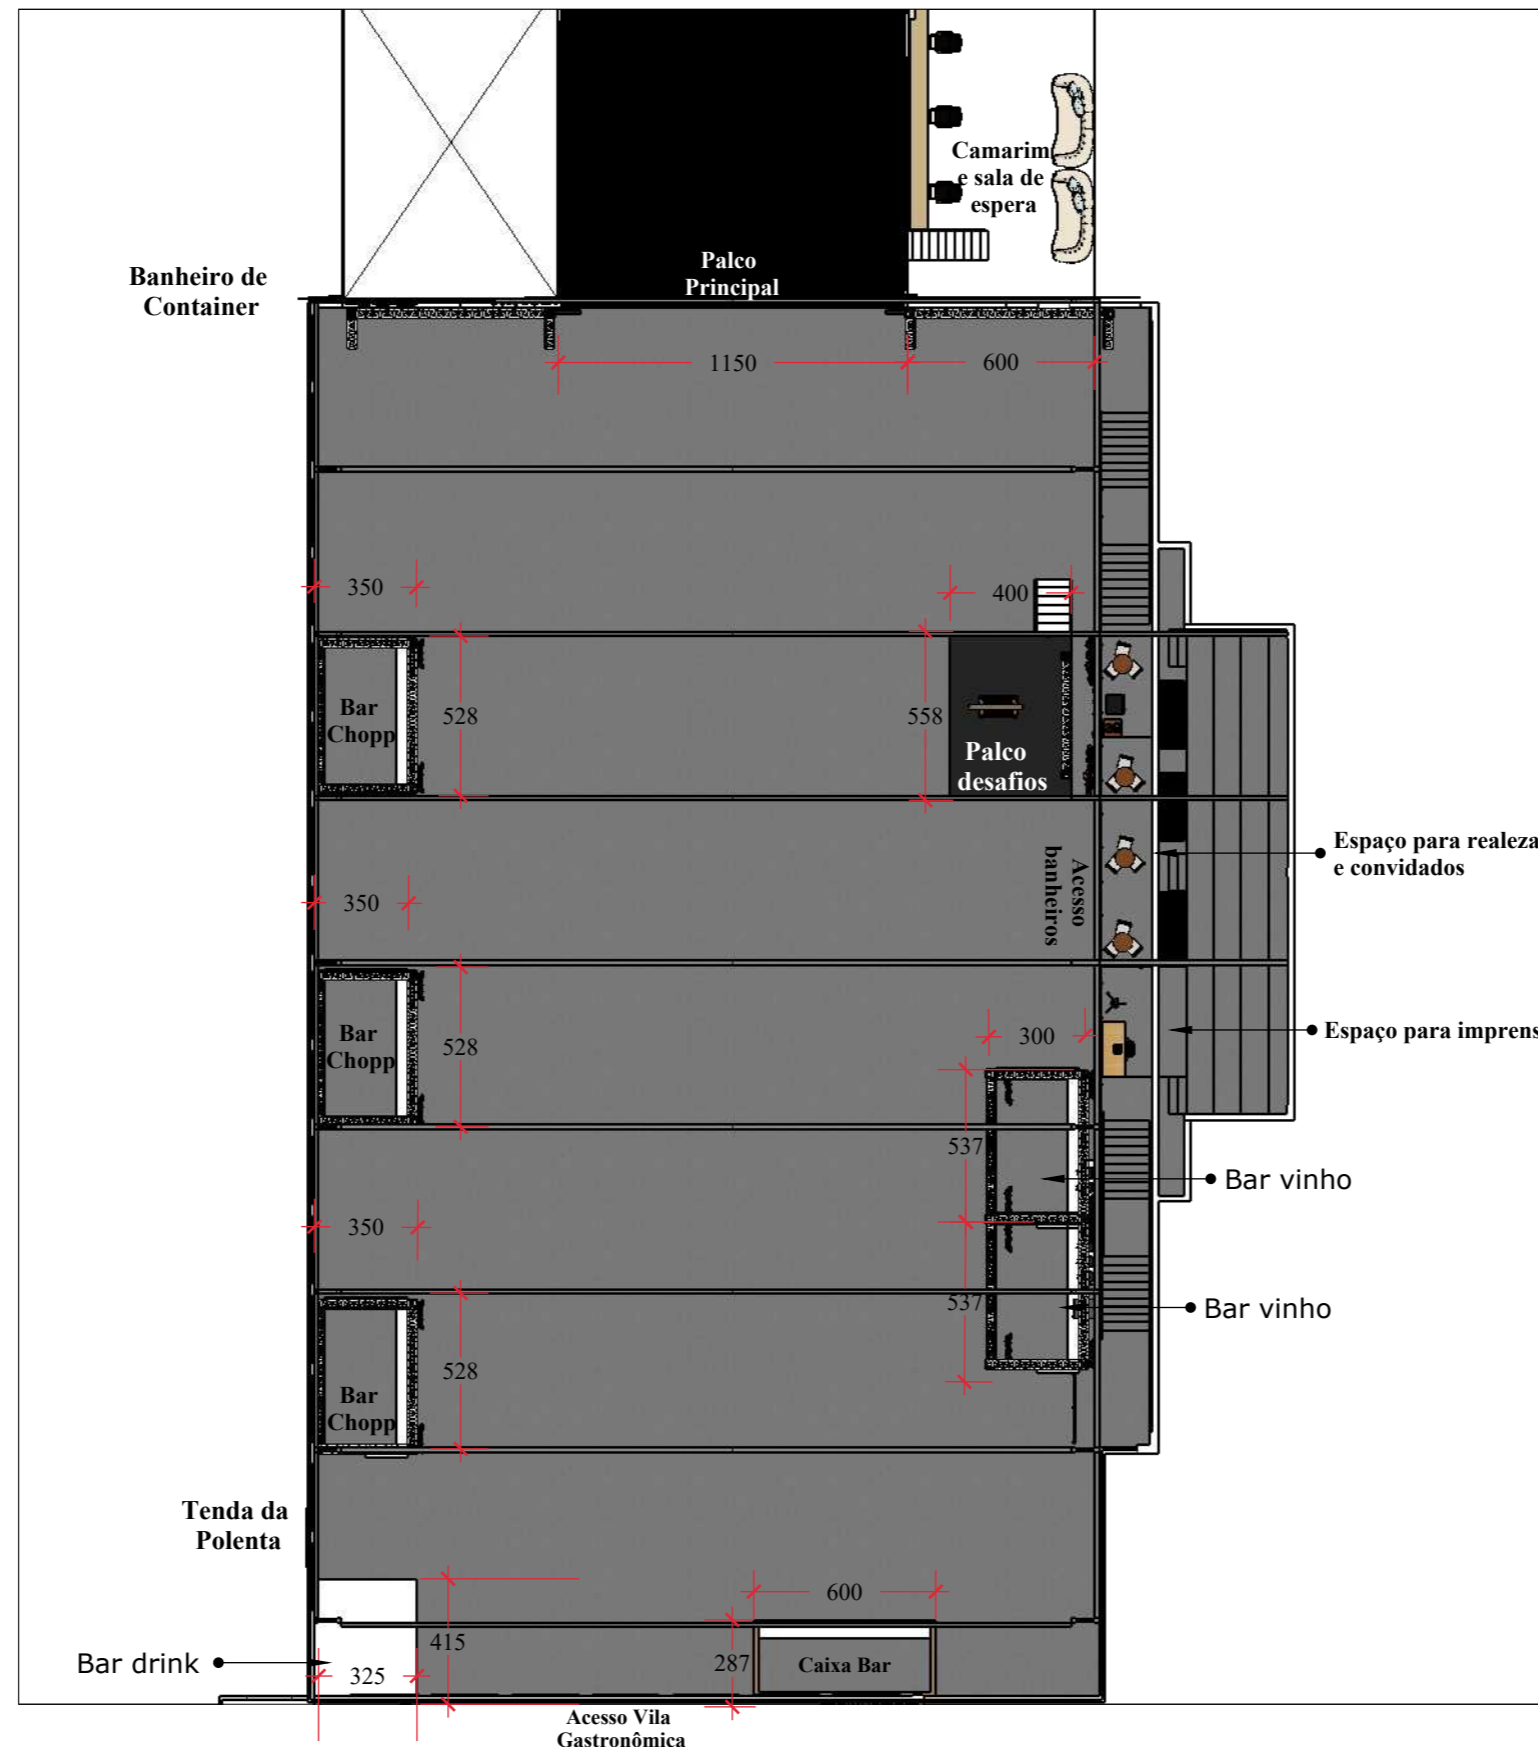 Camarim
e sala de
espera
Palco
Principal
Banheiro de
Container
1150
600
350
400
Bar
Chopp
528
558
Palco
desafios
Espaço para realeza
e convidados
Acesso
banheiros
350
Bar
Chopp
528
300
Espaço para imprens
537
Bar vinho
350
537
Bar vinho
528
Bar
Chopp
Tenda da
Polenta
600
415
287
Caixa Bar
Bar drink
325
Acesso Vila
Gastronômica